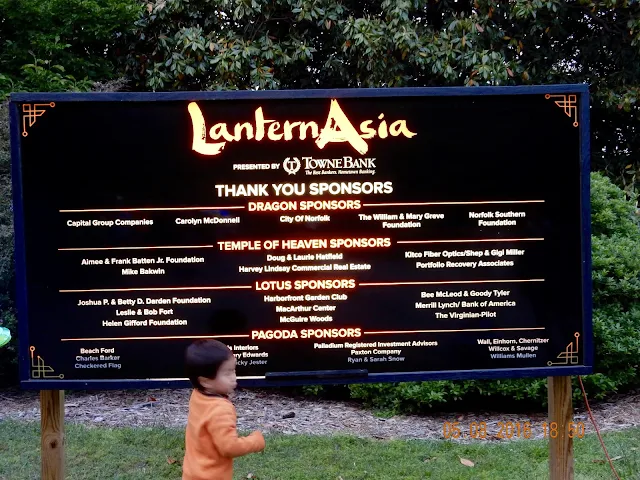 LanternAsia
PRESENTED BY TOWNEBANK
The Best Bankers. Hometown Banking.
THANK YOU SPONSORS
DRAGON SPONSORS
Capital Group Companies Carolyn McDonnell City Of Norfolk The William & Mary Greve Foundation Norfolk Southern Foundation
TEMPLE OF HEAVEN SPONSORS
Aimee & Frank Batten Jr. Foundation Doug & Laurie Hatfield Kitco Fiber Optics/Shep & Gigi Miller
Mike Bakwin Harvey Lindsay Commercial Real Estate Portfolio Recovery Associates
LOTUS SPONSORS
Joshua P. & Betty D. Darden Foundation Harborfront Garden Club Bee McLeod & Goody Tyler
Leslie & Bob Fort MacArthur Center Merrill Lynch/ Bank of America
Helen Gifford Foundation McGuire Woods The Virginian-Pilot
PAGODA SPONSORS
Beach Ford Interiors Palladium Registered Investment Advisors Wall, Einhorn, Chernitzer
Charles Barker Edwards Paxton Company Willcox & Savage
Checkered Flag Jester Ryan & Sarah Snow Williams Mullen
05.02.2016 18:50